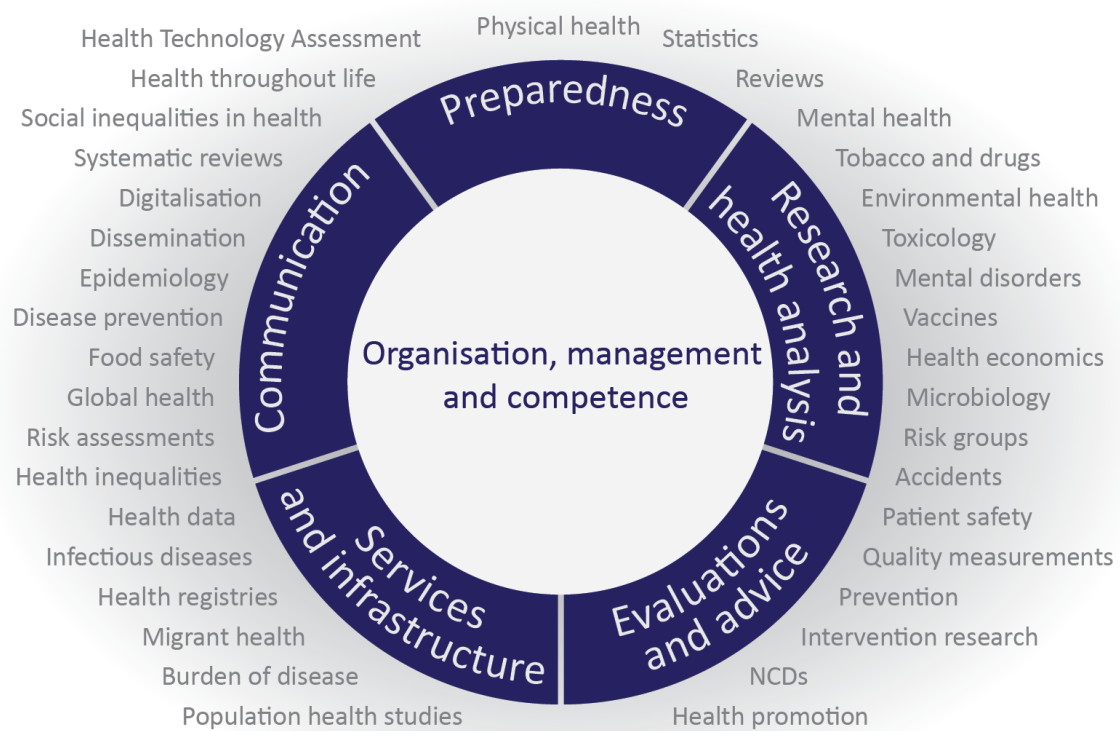 Physical health
Health Technology Assessment
Statistics
Health throughout life
Reviews
Social inequalities in health
Mental health
Systematic reviews
Tobacco and drugs
Digitalisation
Environmental health
Dissemination
Toxicology
Epidemiology
Mental disorders
Disease prevention
Vaccines
Food safety
Health economics
Global health
Microbiology
Risk assessments
Risk groups
Health inequalities
Accidents
Health data
Patient safety
Infectious diseases
Quality measurements
Health registries
Prevention
Migrant health
Intervention research
Burden of disease
NCDs
Population health studies
Health promotion
Preparedness
Research and
health analysis
Evaluations
and advice
Services
and infrastructure
Communication
Organisation, management
and competence